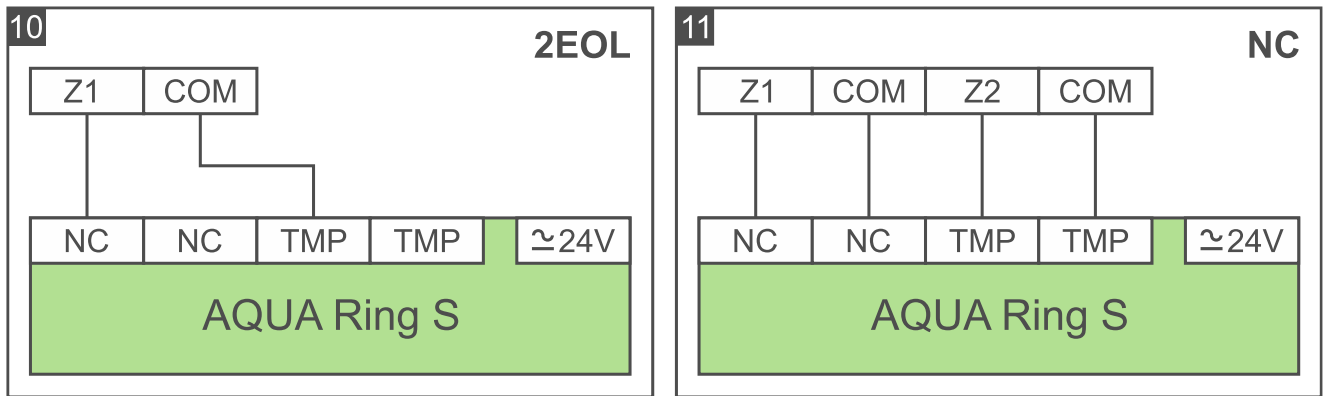 10
2EOL
Z1 COM
NC NC TMP TMP ≃24V
AQUA Ring S
11
NC
Z1 COM Z2 COM
NC NC TMP TMP ≃24V
AQUA Ring S